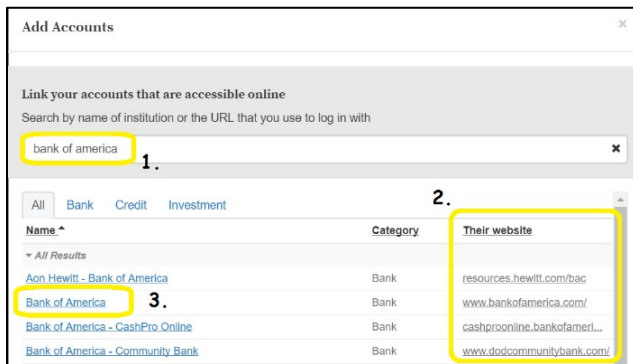 Add Accounts ×
Link your accounts that are accessible online
Search by name of institution or the URL that you use to log in with
bank of america ×
1.
2.
All Bank Credit Investment
Name Category Their website
All Results
Aon Hewitt - Bank of America Bank resources.hewitt.com/bac
Bank of America 3. Bank www.bankofamerica.com/
Bank of America - CashPro Online Bank cashproonline.bankofameri...
Bank of America - Community Bank Bank www.dodcommunitybank.com/